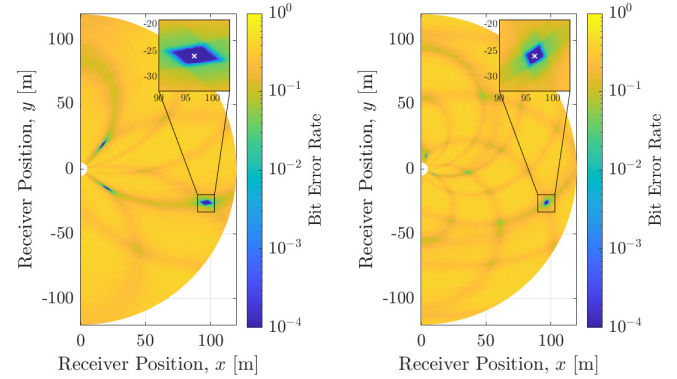 -20
-25
-30
90 95 100
100
50
0
-50
-100
0 50 100
Receiver Position, x [m]
Receiver Position, y [m]
10^0
10^-1
10^-2
10^-3
10^-4
Bit Error Rate
-20
-25
-30
90 95 100
100
50
0
-50
-100
0 50 100
Receiver Position, x [m]
Receiver Position, y [m]
10^0
10^-1
10^-2
10^-3
10^-4
Bit Error Rate